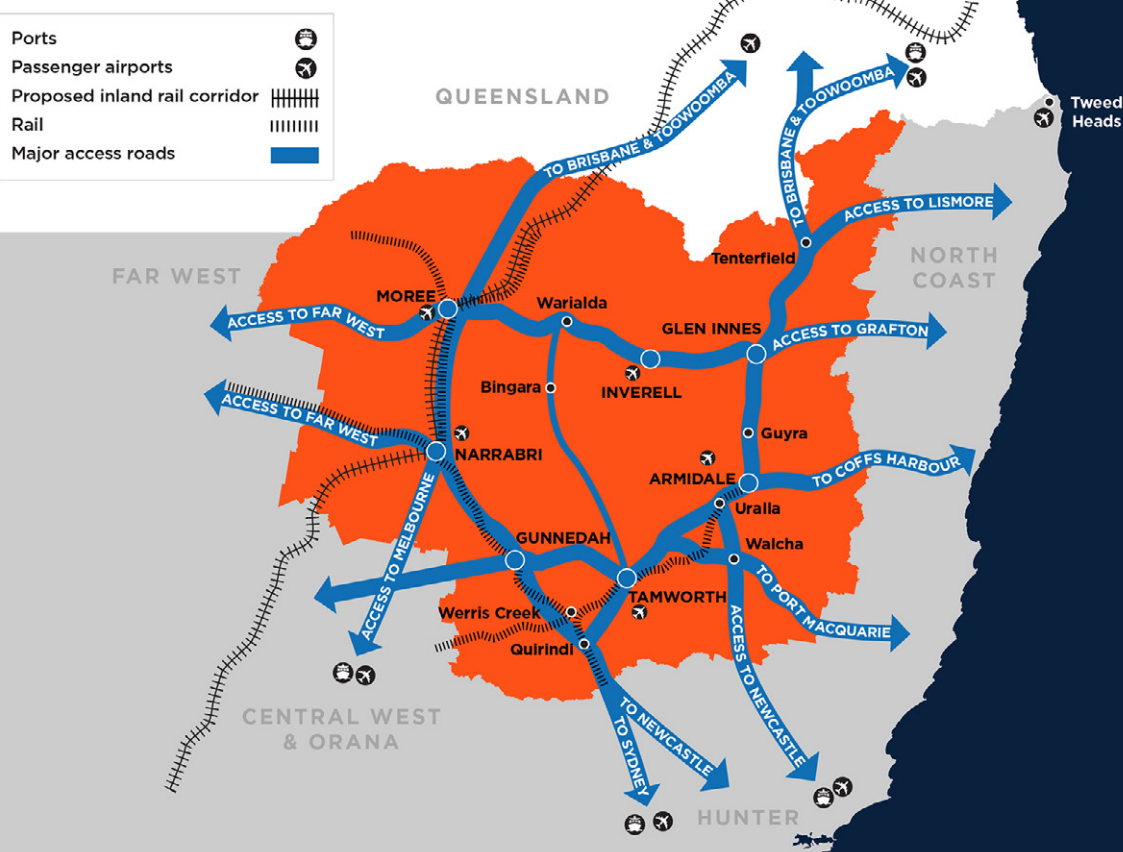 Ports
Passenger airports
Proposed inland rail corridor
Rail
Major access roads
QUEENSLAND
TO BRISBANE & TOOWOOMBA
TO BRISBANE & TOOWOOMBA
Tweed
Heads
ACCESS TO LISMORE
NORTH
COAST
Tenterfield
FAR WEST
MOREE
Warialda
GLEN INNES
ACCESS TO GRAFTON
ACCESS TO FAR WEST
INVERELL
Bingara
ACCESS TO FAR WEST
Guyra
NARRABRI
ARMIDALE
TO COFFS HARBOUR
Uralla
ACCESS TO MELBOURNE
GUNNEDAH
Walcha
TAMWORTH
TO PORT MACQUARIE
Werris Creek
Quirindi
ACCESS TO NEWCASTLE
CENTRAL WEST
& ORANA
TO NEWCASTLE
TO SYDNEY
HUNTER